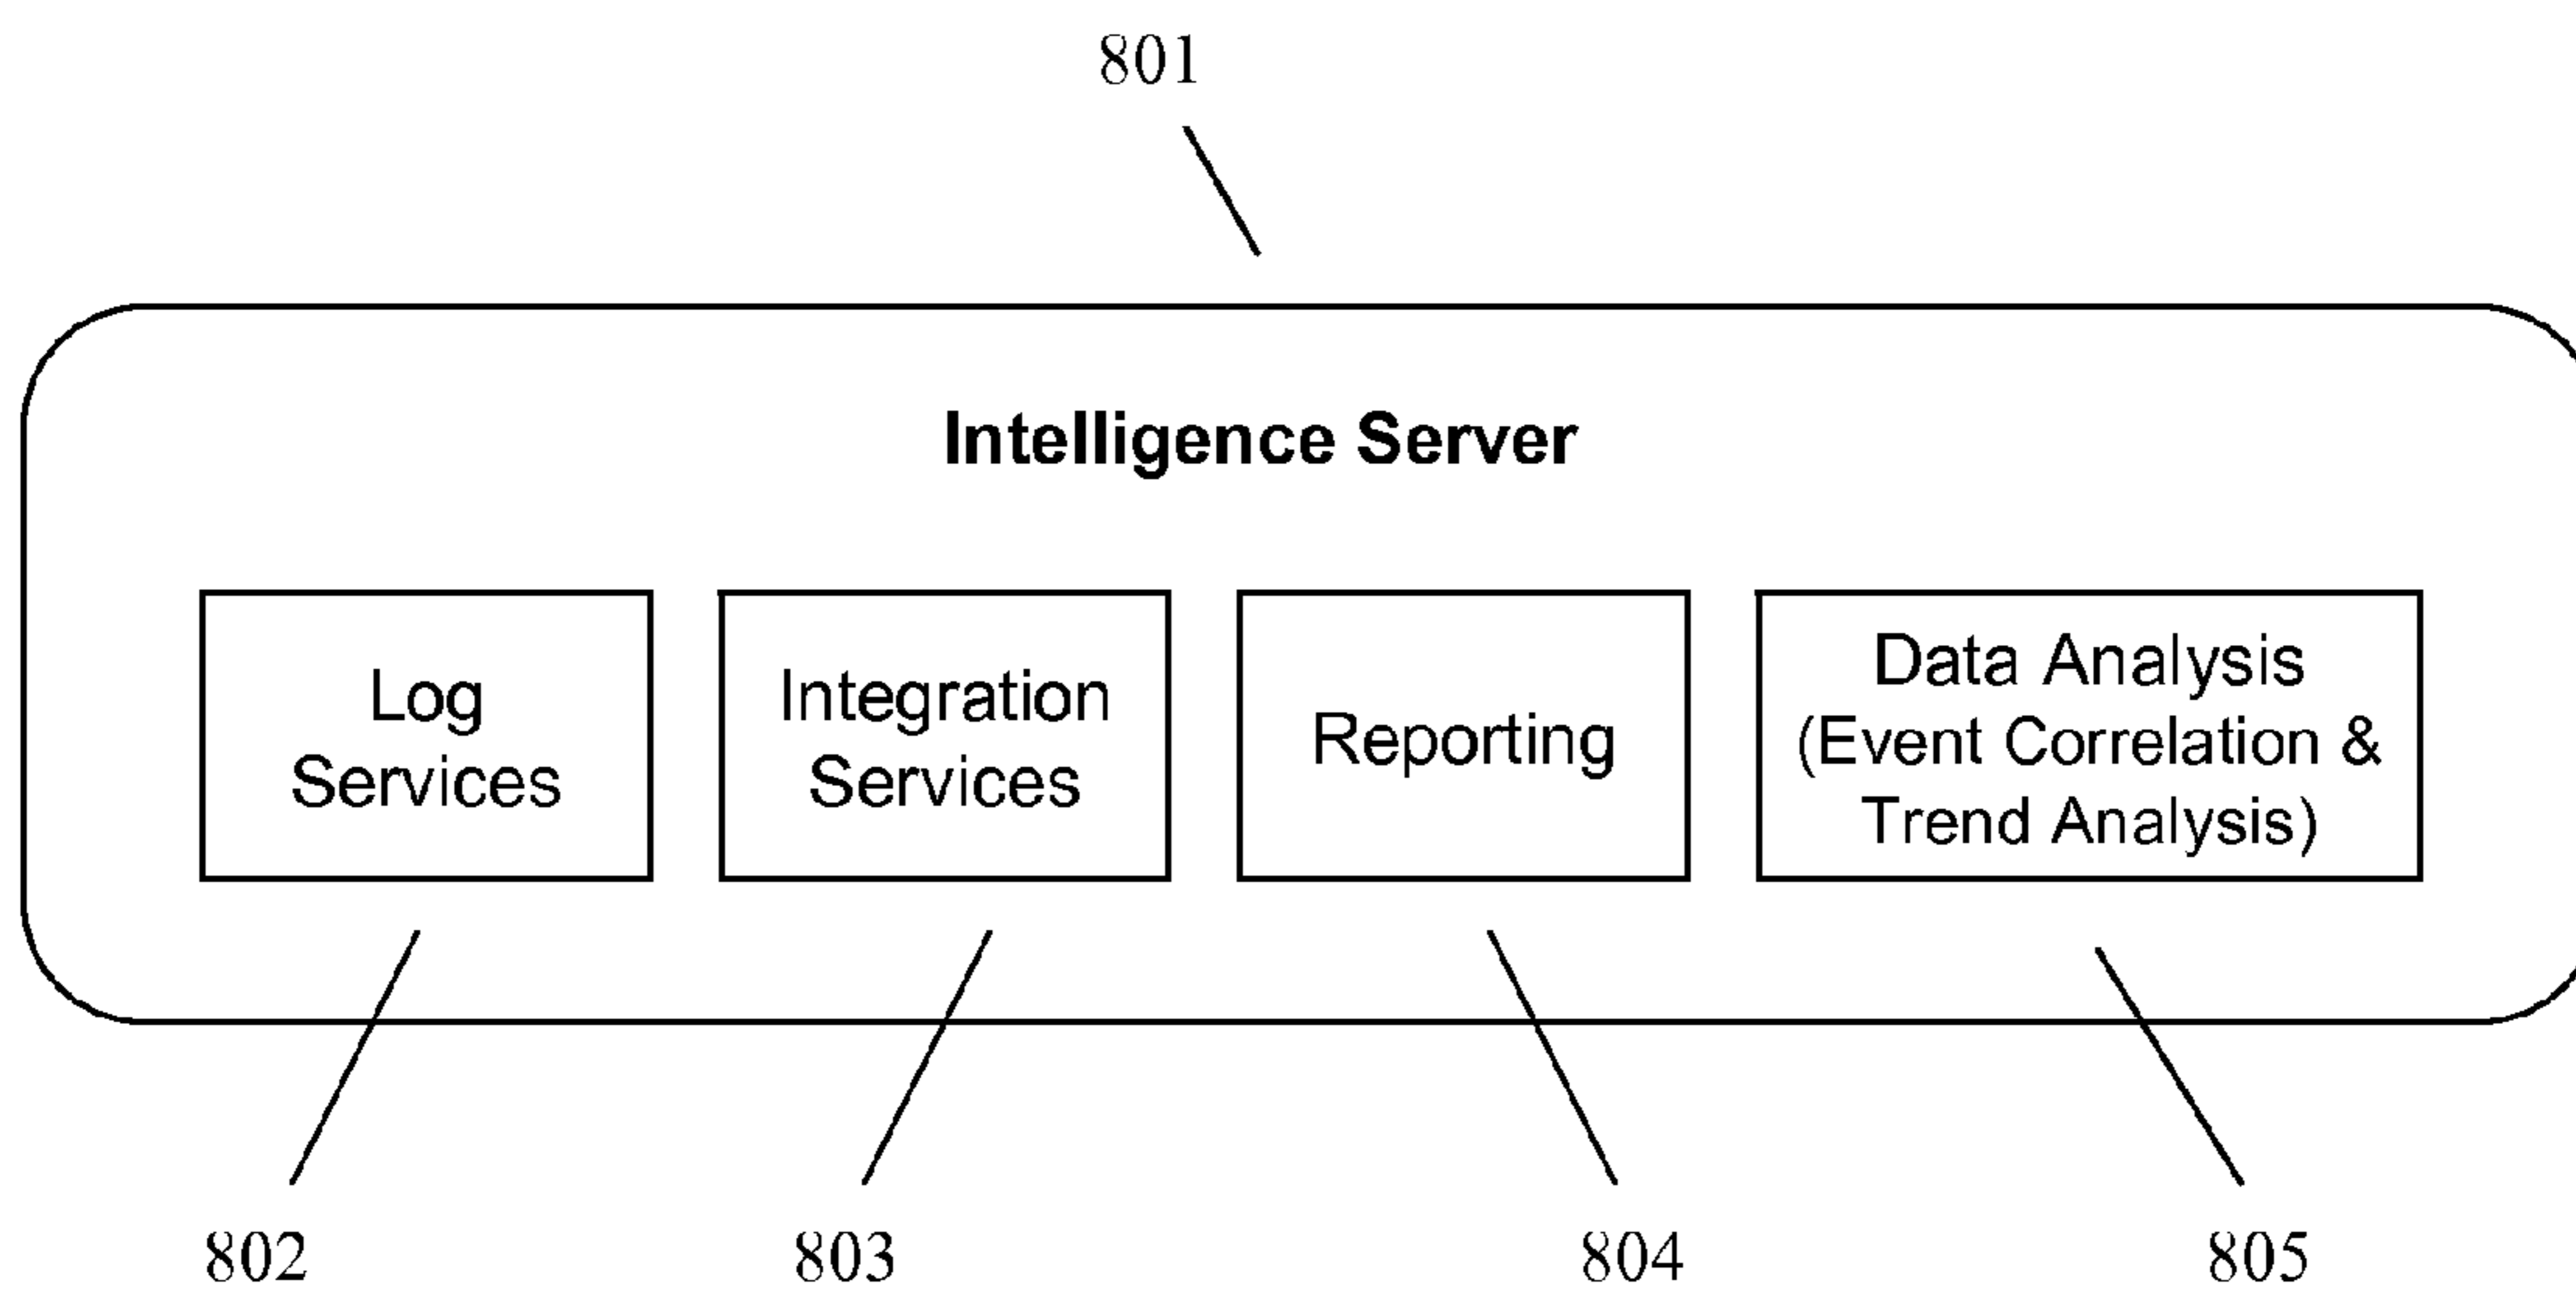 801
Intelligence Server
Log
Services
Integration
Services
Reporting
Data Analysis
(Event Correlation &
Trend Analysis)
802
803
804
805